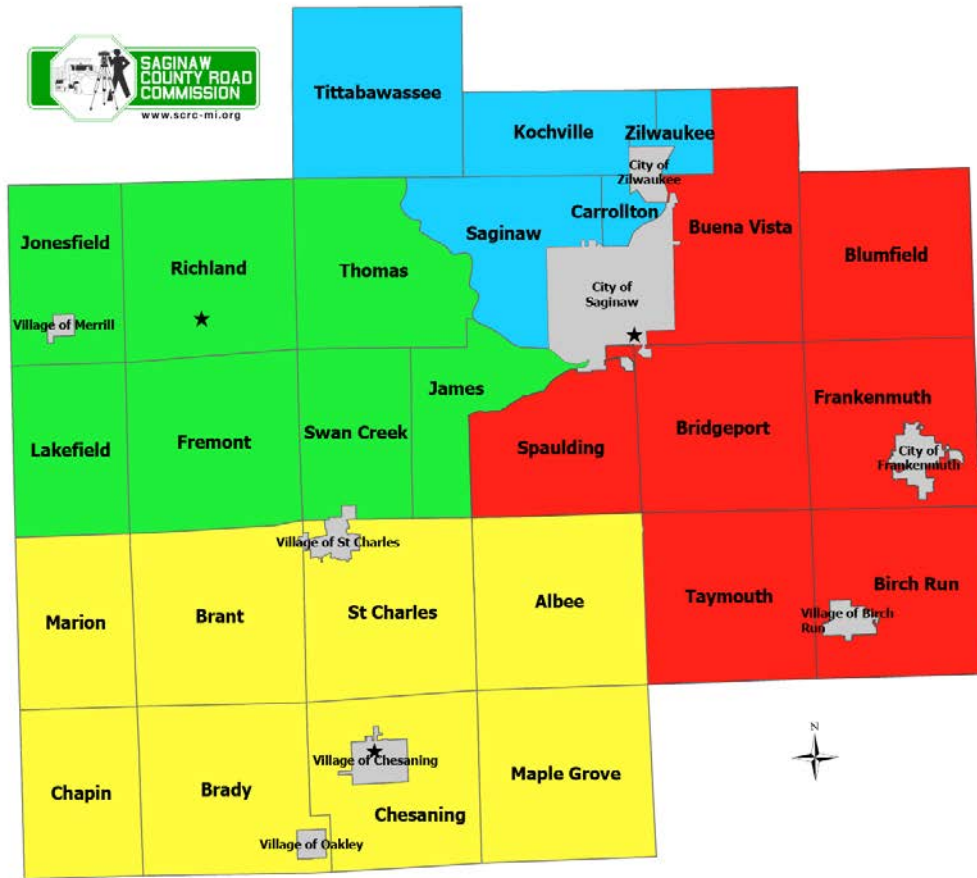 SAGINAW
COUNTY ROAD
COMMISSION
www.scrc-mi.org
Tittabawassee
Kochville
Zilwaukee
City of
Zilwaukee
Jonesfield
Richland
Thomas
Saginaw
Carrollton
Buena Vista
Blumfield
Village of Merrill
City of
Saginaw
Lakefield
Fremont
Swan Creek
James
Spaulding
Bridgeport
Frankenmuth
City of
Frankenmuth
Village of St Charles
Marion
Brant
St Charles
Albee
Taymouth
Birch Run
Village of Birch
Run
N
Chapin
Brady
Village of Chesaning
Chesaning
Maple Grove
Village of Oakley